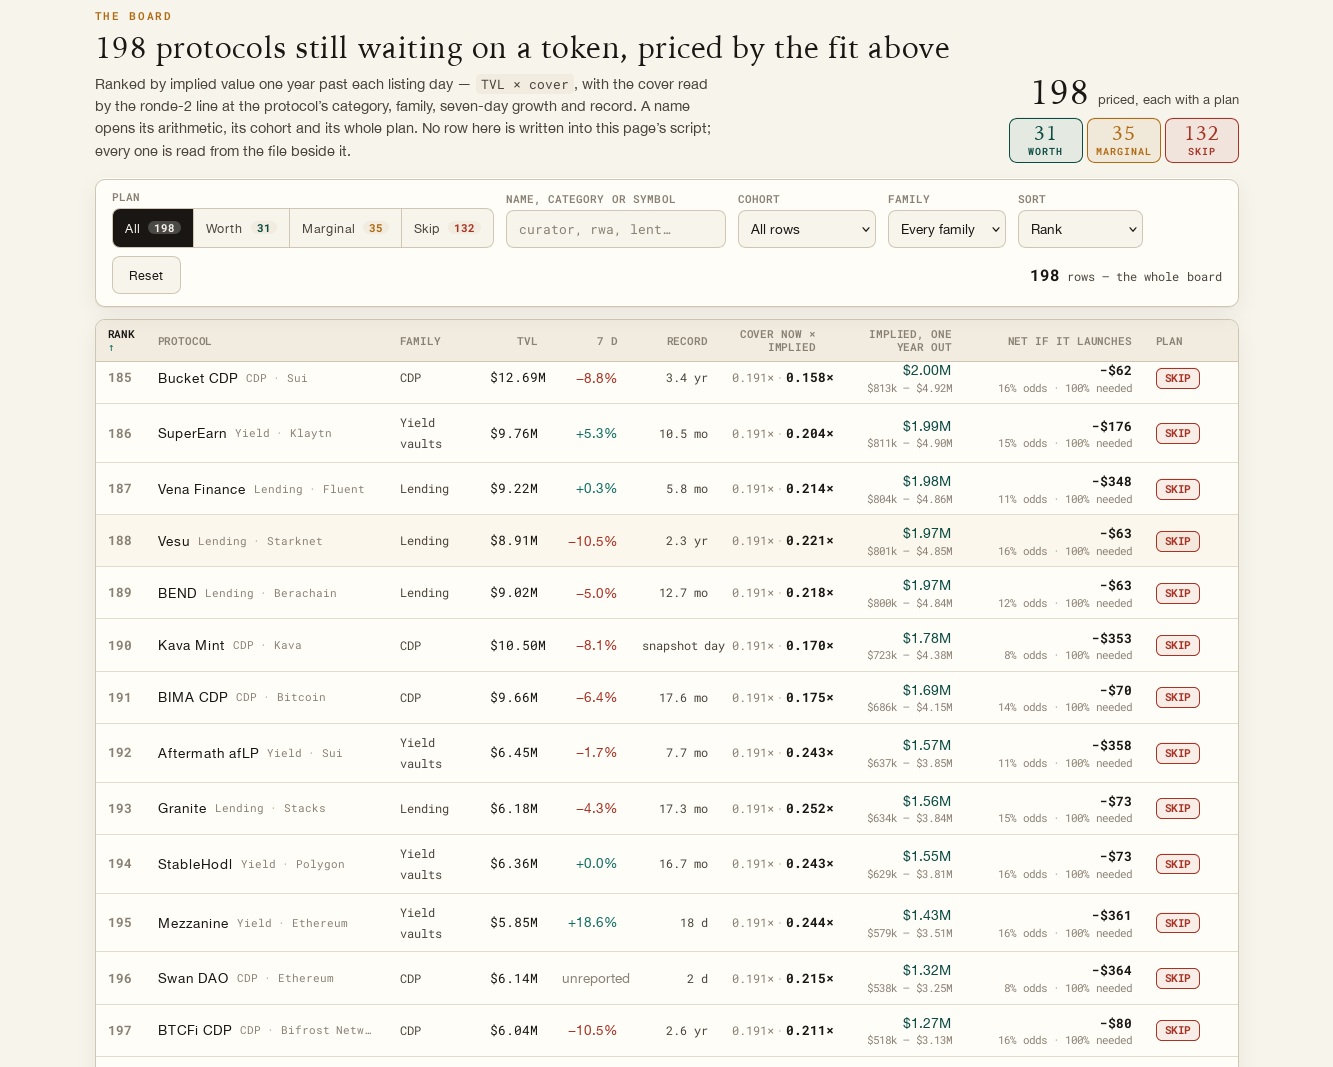 THE BOARD
198 protocols still waiting on a token, priced by the fit above
Ranked by implied value one year past each listing day — TVL × cover, with the cover read
by the ronde-2 line at the protocol's category, family, seven-day growth and record. A name
opens its arithmetic, its cohort and its whole plan. No row here is written into this page's script;
every one is read from the file beside it.
198 priced, each with a plan
31 35 132
WORTH MARGINAL SKIP
PLAN NAME, CATEGORY OR SYMBOL COHORT FAMILY SORT
All 198 Worth 31 Marginal 35 Skip 132 curator, rwa, lent… All rows Every family Rank
Reset 198 rows — the whole board
RANK ↑ PROTOCOL FAMILY TVL 7 D RECORD COVER NOW × IMPLIED IMPLIED, ONE YEAR OUT NET IF IT LAUNCHES PLAN
185 Bucket CDP CDP · Sui CDP $12.69M −8.8% 3.4 yr 0.191× · 0.158× $2.00M $813k — $4.92M −$62 16% odds · 100% needed SKIP
186 SuperEarn Yield · Klaytn Yield vaults $9.76M +5.3% 10.5 mo 0.191× · 0.204× $1.99M $811k — $4.90M −$176 15% odds · 100% needed SKIP
187 Vena Finance Lending · Fluent Lending $9.22M +0.3% 5.8 mo 0.191× · 0.214× $1.98M $804k — $4.86M −$348 11% odds · 100% needed SKIP
188 Vesu Lending · Starknet Lending $8.91M −10.5% 2.3 yr 0.191× · 0.221× $1.97M $801k — $4.85M −$63 16% odds · 100% needed SKIP
189 BEND Lending · Berachain Lending $9.02M −5.0% 12.7 mo 0.191× · 0.218× $1.97M $800k — $4.84M −$63 12% odds · 100% needed SKIP
190 Kava Mint CDP · Kava CDP $10.50M −8.1% snapshot day 0.191× · 0.170× $1.78M $723k — $4.38M −$353 8% odds · 100% needed SKIP
191 BIMA CDP CDP · Bitcoin CDP $9.66M −6.4% 17.6 mo 0.191× · 0.175× $1.69M $686k — $4.15M −$70 14% odds · 100% needed SKIP
192 Aftermath afLP Yield · Sui Yield vaults $6.45M −1.7% 7.7 mo 0.191× · 0.243× $1.57M $637k — $3.85M −$358 11% odds · 100% needed SKIP
193 Granite Lending · Stacks Lending $6.18M −4.3% 17.3 mo 0.191× · 0.252× $1.56M $634k — $3.84M −$73 15% odds · 100% needed SKIP
194 StableHodl Yield · Polygon Yield vaults $6.36M +0.0% 16.7 mo 0.191× · 0.243× $1.55M $629k — $3.81M −$73 16% odds · 100% needed SKIP
195 Mezzanine Yield · Ethereum Yield vaults $5.85M +18.6% 18 d 0.191× · 0.244× $1.43M $579k — $3.51M −$361 16% odds · 100% needed SKIP
196 Swan DAO CDP · Ethereum CDP $6.14M unreported 2 d 0.191× · 0.215× $1.32M $538k — $3.25M −$364 8% odds · 100% needed SKIP
197 BTCFi CDP CDP · Bifrost Netw… CDP $6.04M −10.5% 2.6 yr 0.191× · 0.211× $1.27M $518k — $3.13M −$80 16% odds · 100% needed SKIP